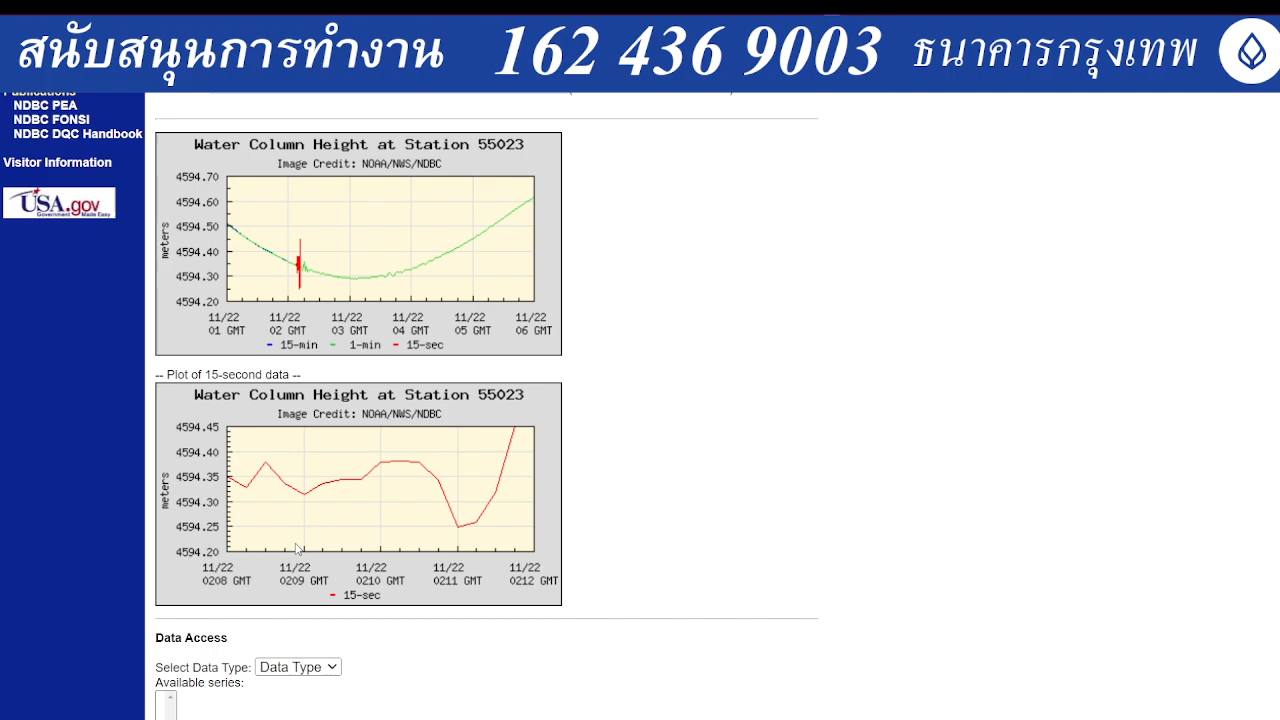 สนับสนุนการทำงาน 162 436 9003 ธนาคารกรุงเทพ
Publications
NDBC PEA
NDBC FONSI
NDBC DQC Handbook
Visitor Information
USA.gov
Government Made Easy
Water Column Height at Station 55023
Image Credit: NOAA/NWS/NDBC
4594.70
4594.60
4594.50
4594.40
4594.30
4594.20
meters
11/22 11/22 11/22 11/22 11/22 11/22
01 GMT 02 GMT 03 GMT 04 GMT 05 GMT 06 GMT
15-min 1-min 15-sec
-- Plot of 15-second data --
Water Column Height at Station 55023
Image Credit: NOAA/NWS/NDBC
4594.45
4594.40
4594.35
4594.30
4594.25
4594.20
meters
11/22 11/22 11/22 11/22 11/22
0208 GMT 0209 GMT 0210 GMT 0211 GMT 0212 GMT
15-sec
Data Access
Select Data Type: Data Type
Available series: